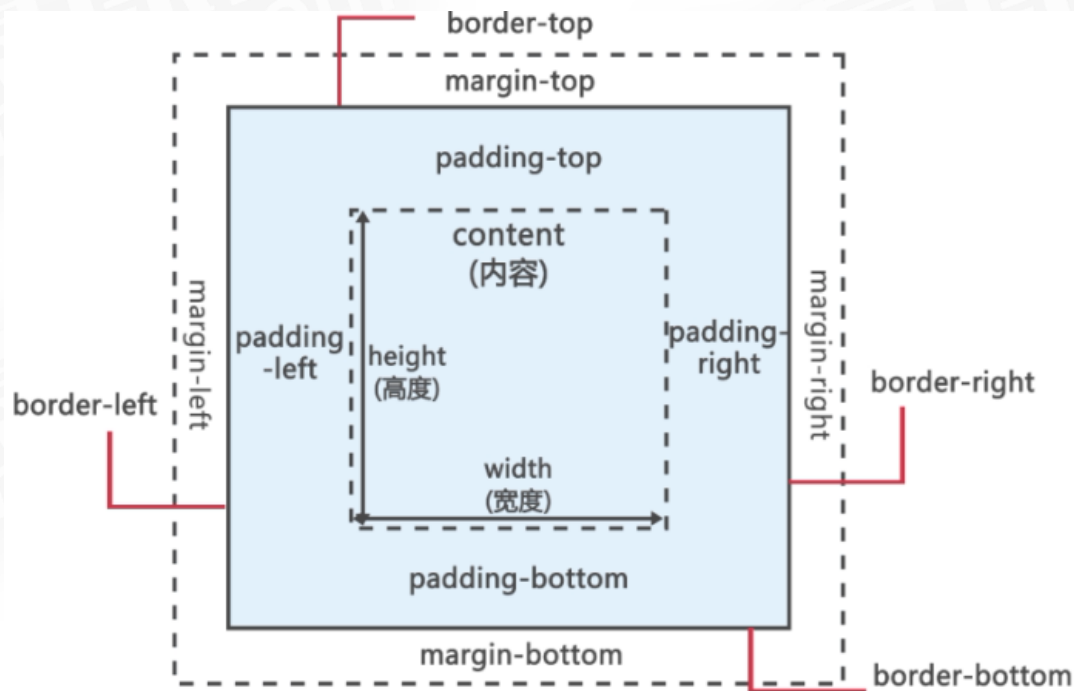 border-top
margin-top
padding-top
content
(内容)
margin-left
padding
-left
height
(高度)
padding-
right
margin-right
border-left
border-right
width
(宽度)
padding-bottom
margin-bottom
border-bottom